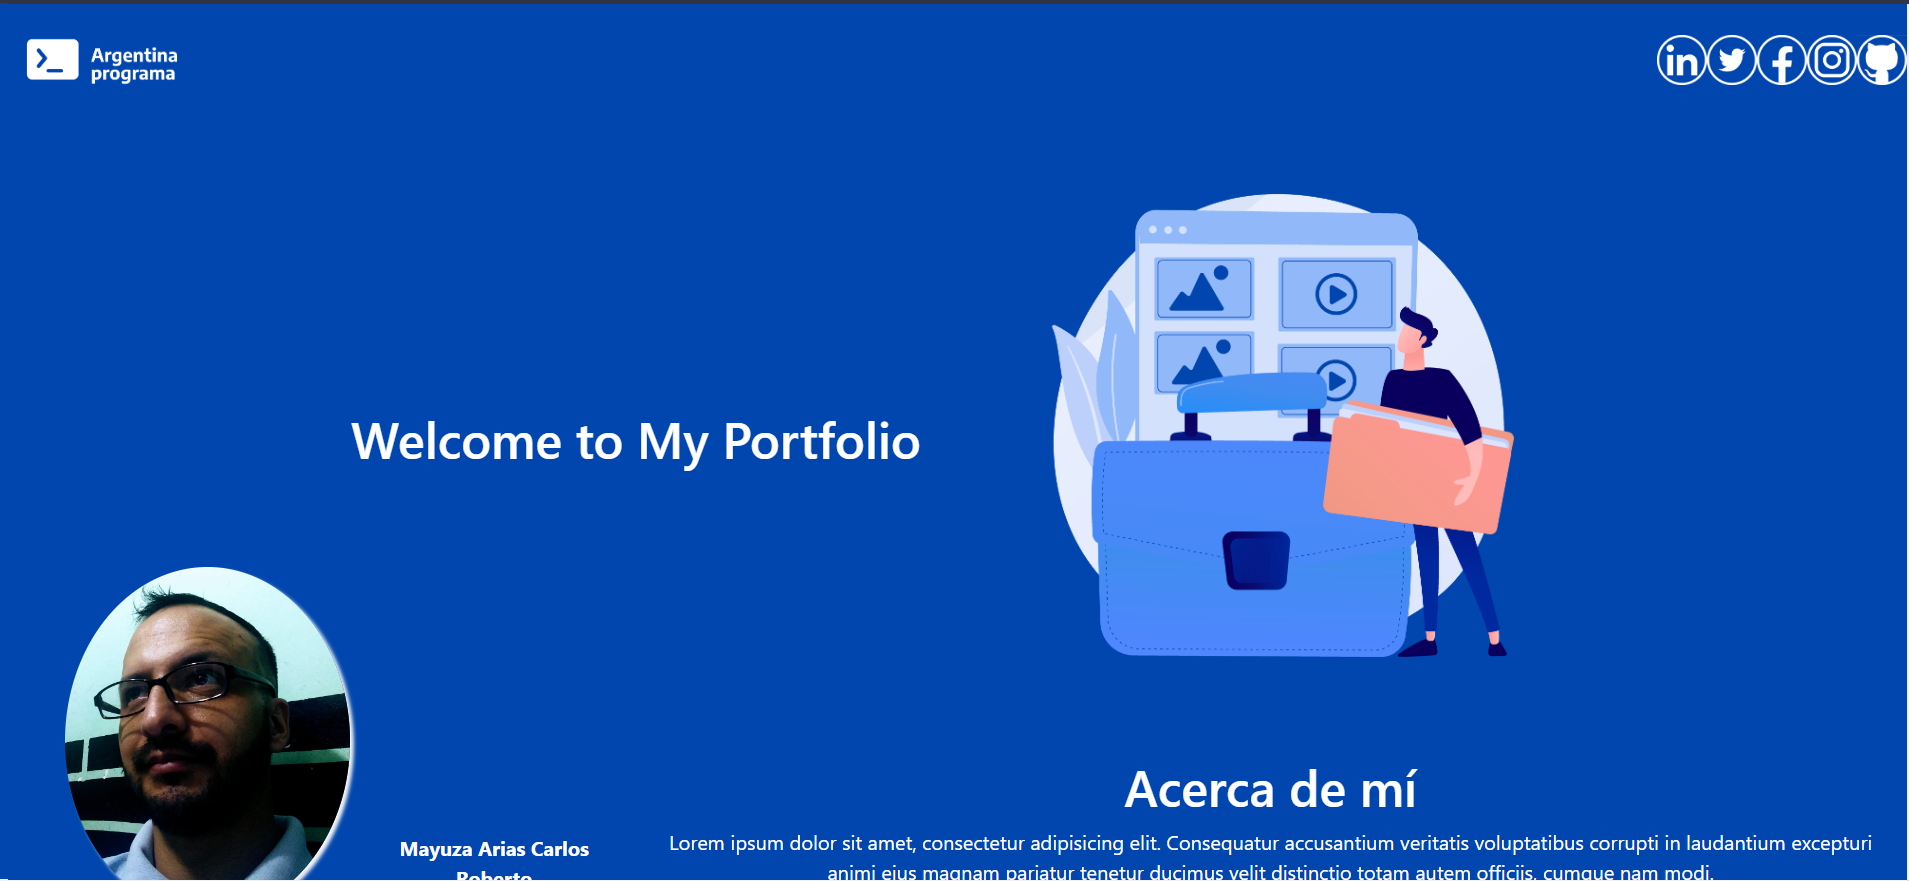 Argentina
programa
Welcome to My Portfolio
Acerca de mí
Mayuza Arias Carlos
Roberto
Lorem ipsum dolor sit amet, consectetur adipisicing elit. Consequatur accusantium veritatis voluptatibus corrupti in laudantium excepturi
animi eius magnam pariatur tenetur ducimus velit distinctio totam autem officiis, cumque nam modi.